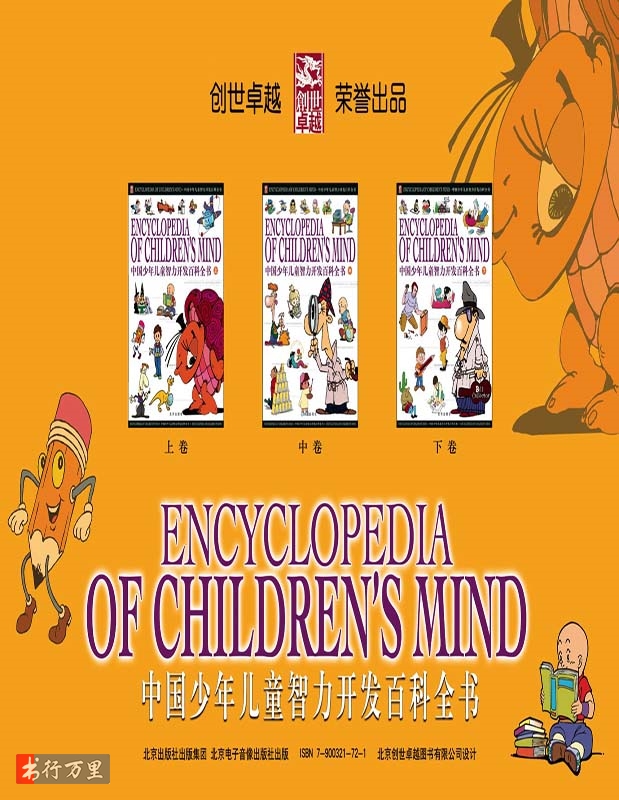 创世卓越 创世卓越 荣誉出品
ENCYCLOPEDIA
OF CHILDREN'S MIND
中国少年儿童智力开发百科全书 上
ENCYCLOPEDIA
OF CHILDREN'S MIND
中国少年儿童智力开发百科全书 中
ENCYCLOPEDIA
OF CHILDREN'S MIND
中国少年儿童智力开发百科全书 下
Bill
Collector
上卷 中卷 下卷
ENCYCLOPEDIA
OF CHILDREN'S MIND
中国少年儿童智力开发百科全书
北京出版社出版集团 北京电子音像出版社出版 ISBN 7-900321-72-1 北京创世卓越图书有限公司设计
书行万里